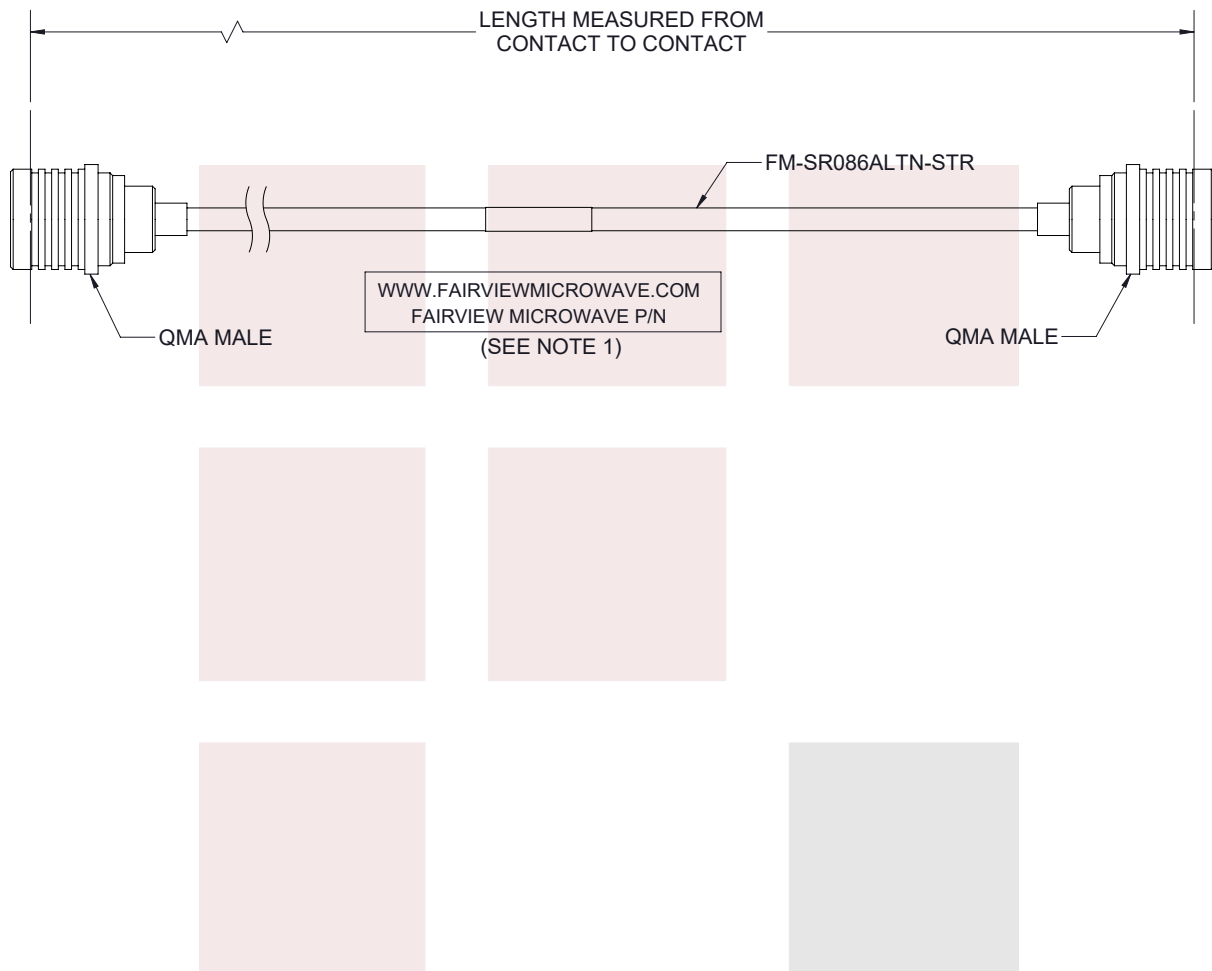 LENGTH MEASURED FROM
CONTACT TO CONTACT
FM-SR086ALTN-STR
WWW.FAIRVIEWMICROWAVE.COM
FAIRVIEW MICROWAVE P/N
(SEE NOTE 1)
QMA MALE
QMA MALE